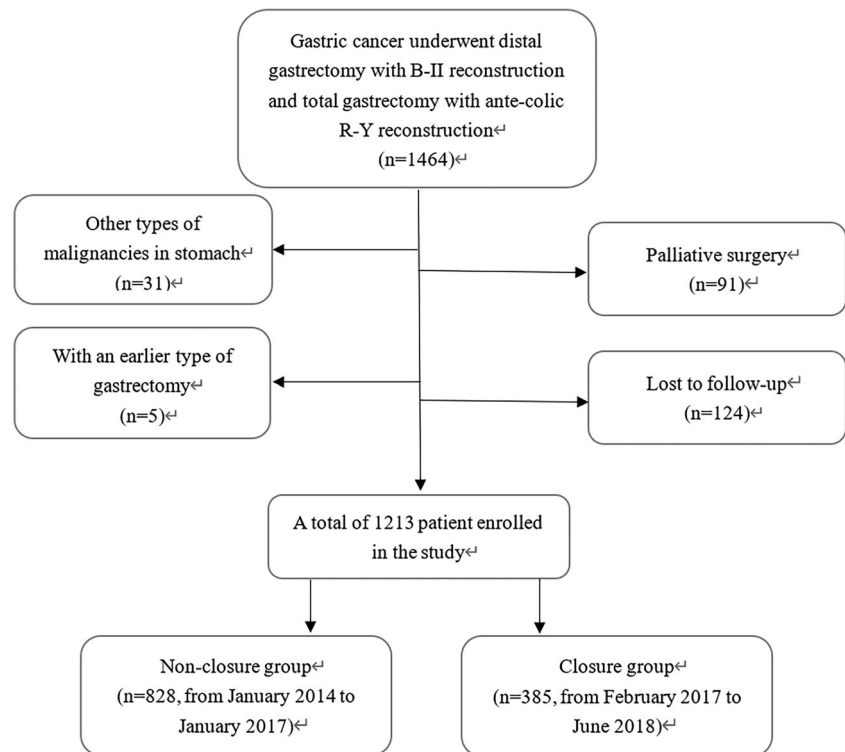 Gastric cancer underwent distal
gastrectomy with B-II reconstruction
and total gastrectomy with ante-colic
R-Y reconstruction↵
(n=1464)↵
Other types of
malignancies in stomach↵
(n=31)↵
Palliative surgery↵
(n=91)↵
With an earlier type of
gastrectomy↵
(n=5)↵
Lost to follow-up↵
(n=124)↵
A total of 1213 patient enrolled
in the study↵
Non-closure group↵
(n=828, from January 2014 to
January 2017)↵
Closure group↵
(n=385, from February 2017 to
June 2018)↵